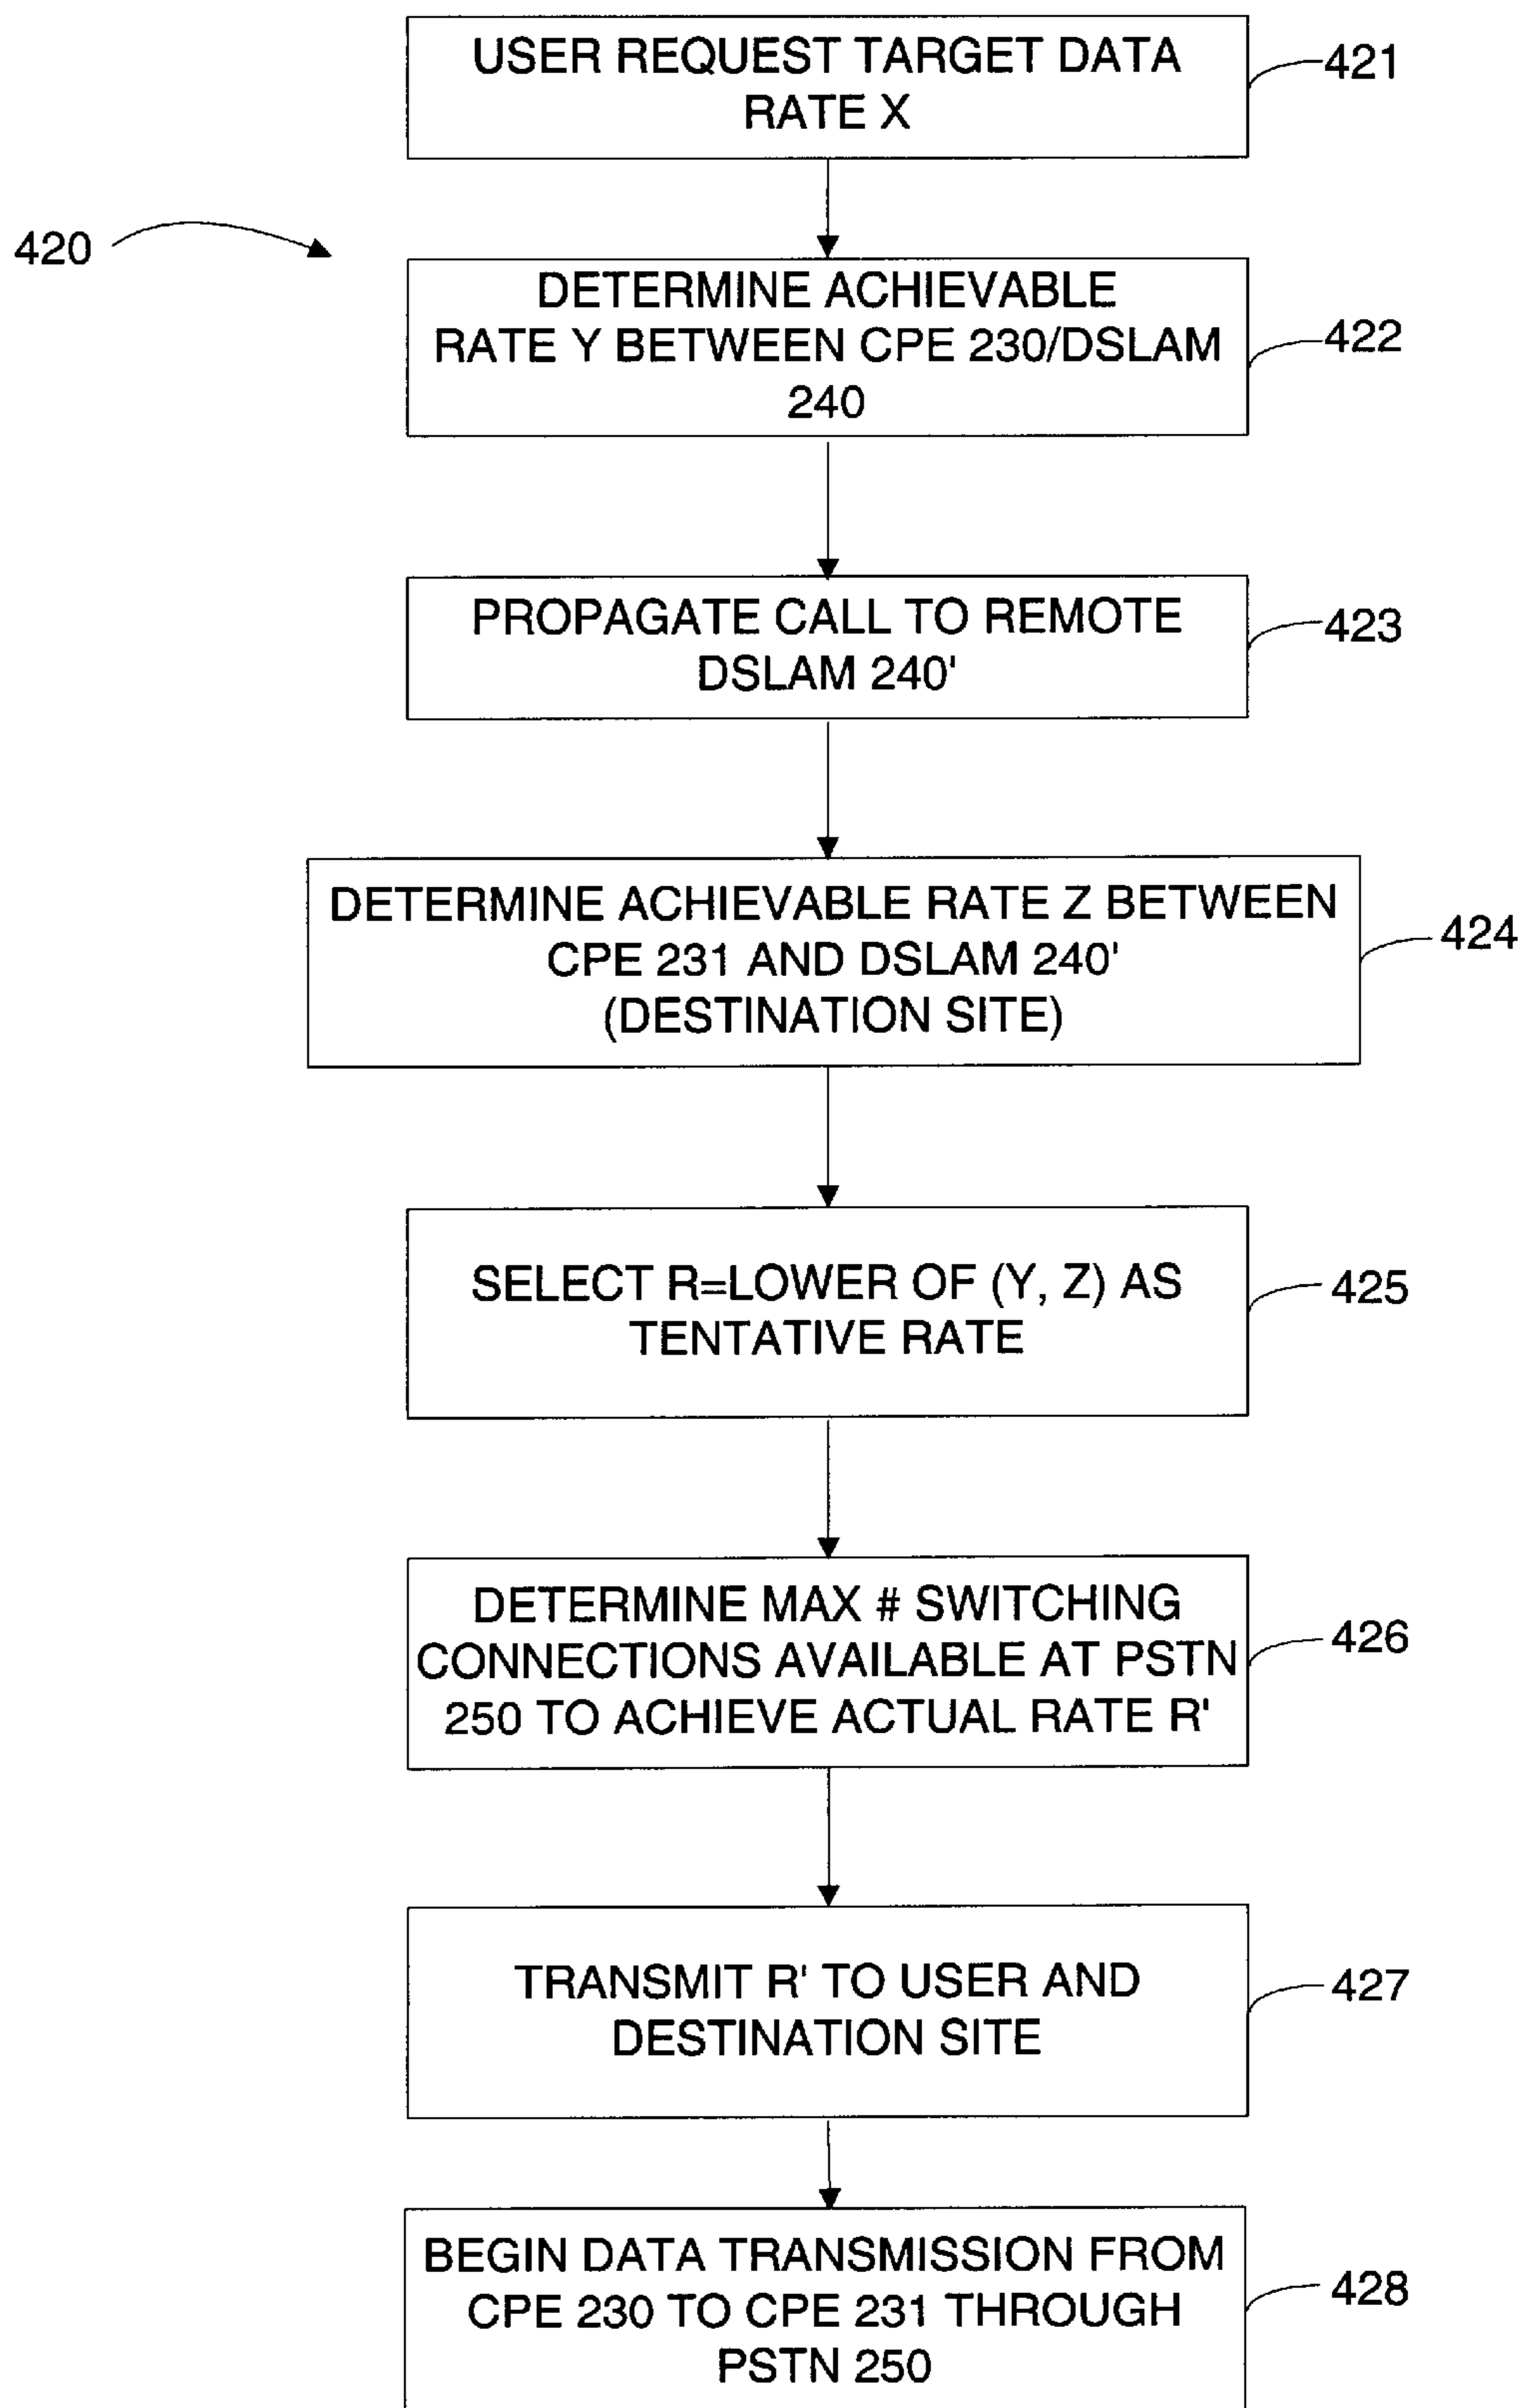 USER REQUEST TARGET DATA
RATE X
421
420
DETERMINE ACHIEVABLE
RATE Y BETWEEN CPE 230/DSLAM
240
422
PROPAGATE CALL TO REMOTE
DSLAM 240'
423
DETERMINE ACHIEVABLE RATE Z BETWEEN
CPE 231 AND DSLAM 240'
(DESTINATION SITE)
424
SELECT R=LOWER OF (Y, Z) AS
TENTATIVE RATE
425
DETERMINE MAX # SWITCHING
CONNECTIONS AVAILABLE AT PSTN
250 TO ACHIEVE ACTUAL RATE R'
426
TRANSMIT R' TO USER AND
DESTINATION SITE
427
BEGIN DATA TRANSMISSION FROM
CPE 230 TO CPE 231 THROUGH
PSTN 250
428